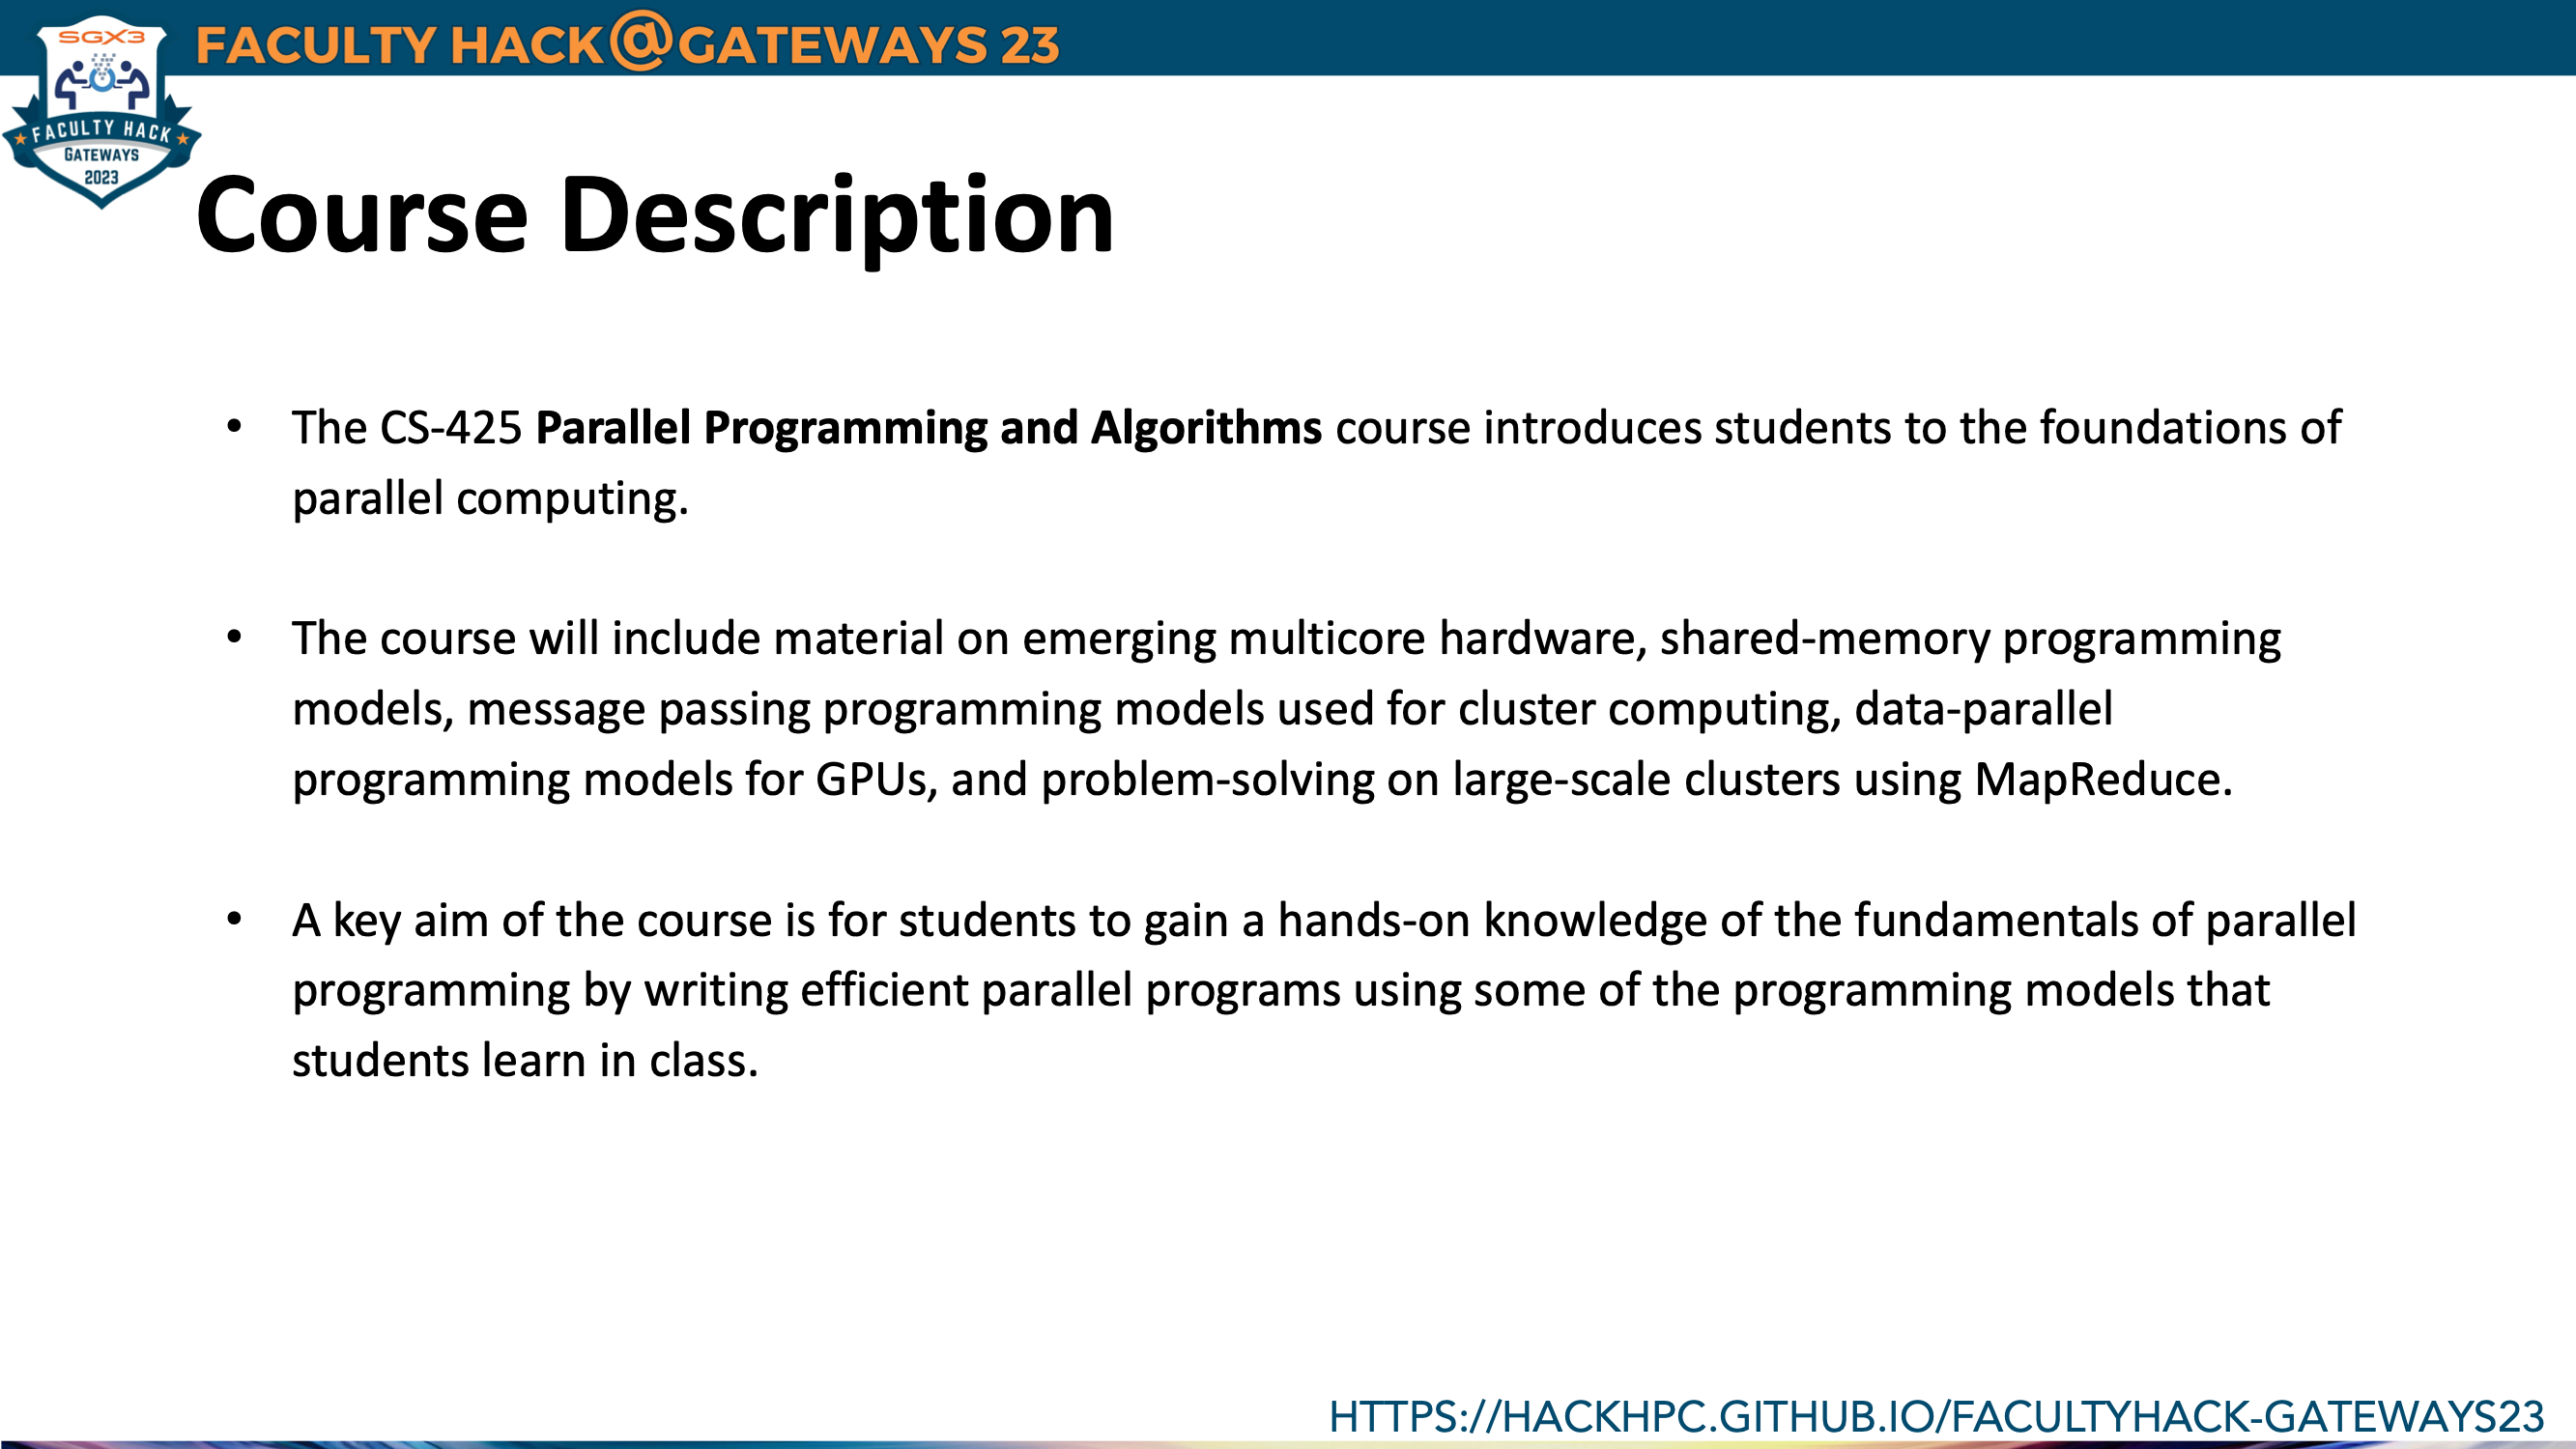 SGX3
FACULTY HACK@GATEWAYS 23
FACULTY HACK
GATEWAYS
2023
Course Description
• The CS-425 Parallel Programming and Algorithms course introduces students to the foundations of
parallel computing.
• The course will include material on emerging multicore hardware, shared-memory programming
models, message passing programming models used for cluster computing, data-parallel
programming models for GPUs, and problem-solving on large-scale clusters using MapReduce.
• A key aim of the course is for students to gain a hands-on knowledge of the fundamentals of parallel
programming by writing efficient parallel programs using some of the programming models that
students learn in class.
HTTPS://HACKHPC.GITHUB.IO/FACULTYHACK-GATEWAYS23